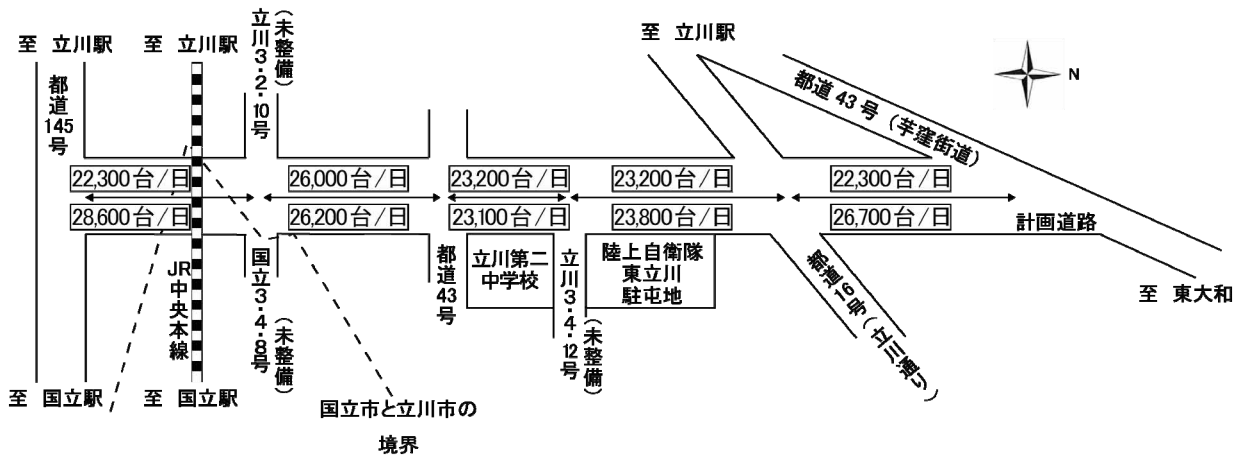 至 立川駅
至 立川駅
立川3・2・10号
(未整備)
至 立川駅
N
都道145号
都道 43 号 (芋窪街道)
22,300台/日
26,000台/日
23,200台/日
23,200台/日
22,300台/日
28,600台/日
26,200台/日
23,100台/日
23,800台/日
26,700台/日
計画道路
JR中央本線
国立3・4・8号
(未整備)
都道43号
立川第二
中学校
立川3・4・12号
(未整備)
陸上自衛隊
東立川
駐屯地
都道16号(立川通り)
至 東大和
至 国立駅
至 国立駅
国立市と立川市の
境界